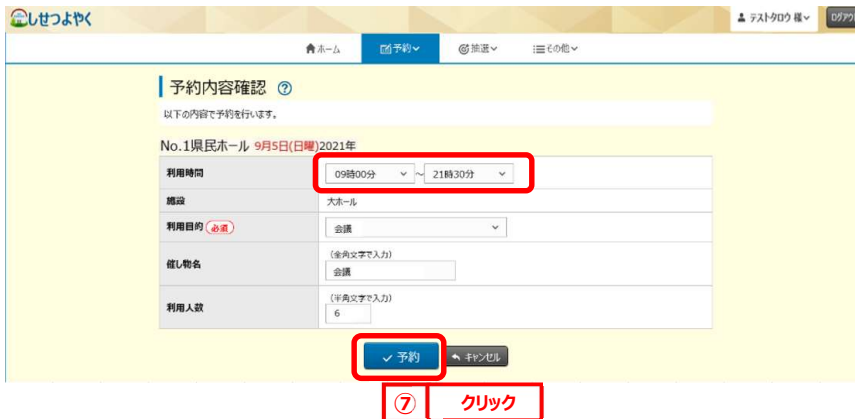 しせつよやく
テストタロウ 様
ログアウ
ホーム 予約 抽選 その他
予約内容確認 ?
以下の内容で予約を行います。
No.1県民ホール 9月5日(日曜)2021年
利用時間 09時00分 ~ 21時30分
施設 大ホール
利用目的 必須 会議
催し物名 (全角文字で入力)
会議
利用人数 (半角文字で入力)
6
✓ 予約 キャンセル
⑦ クリック